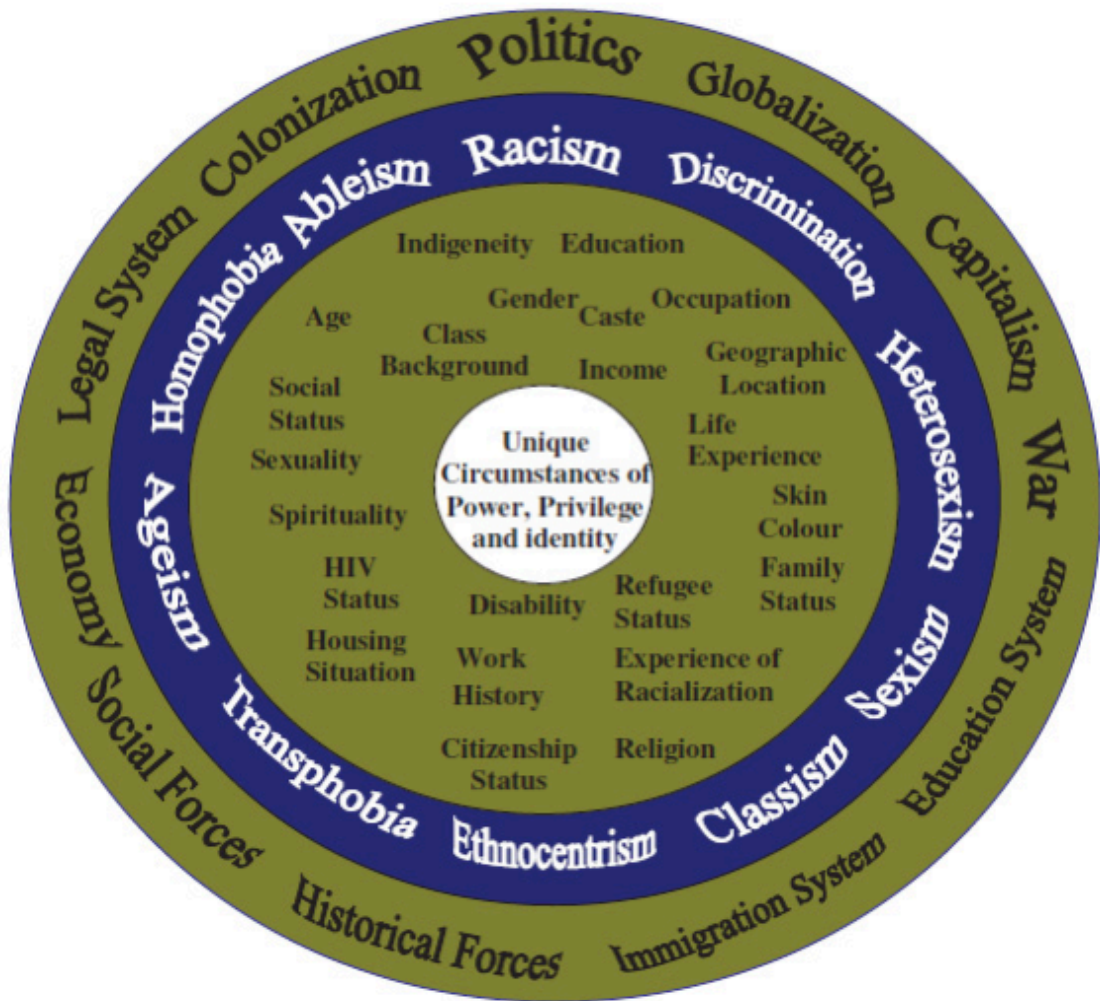 Politics
Globalization
Capitalism
War
Education System
Immigration System
Historical Forces
Social Forces
Economy
Legal System
Colonization
Racism
Discrimination
Heterosexism
Sexism
Classism
Ethnocentrism
Transphobia
Ageism
Homophobia
Ableism
Indigeneity
Education
Age
Gender
Caste
Occupation
Class
Background
Income
Geographic
Location
Social
Status
Life
Experience
Sexuality
Skin
Colour
Spirituality
HIV
Status
Disability
Refugee
Status
Family
Status
Housing
Situation
Work
History
Experience of
Racialization
Citizenship
Status
Religion
Unique
Circumstances of
Power, Privilege
and identity